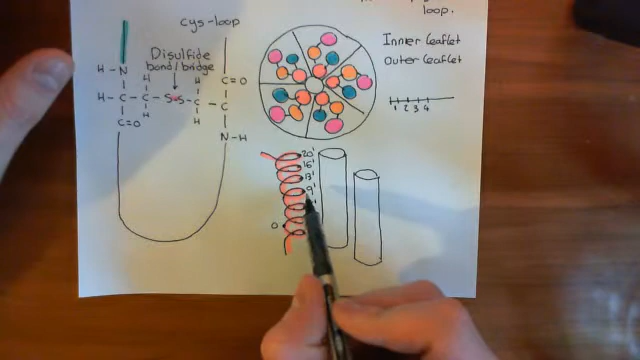 loop.
cys-loop
Inner leaflet
outer leaflet
Disulfide
bond/bridge
H - N
H
H
C = O
H - C - C - S S - C - C
H
H
C = O
N - H
1 2 3 4
20'
16'
13'
9'
0